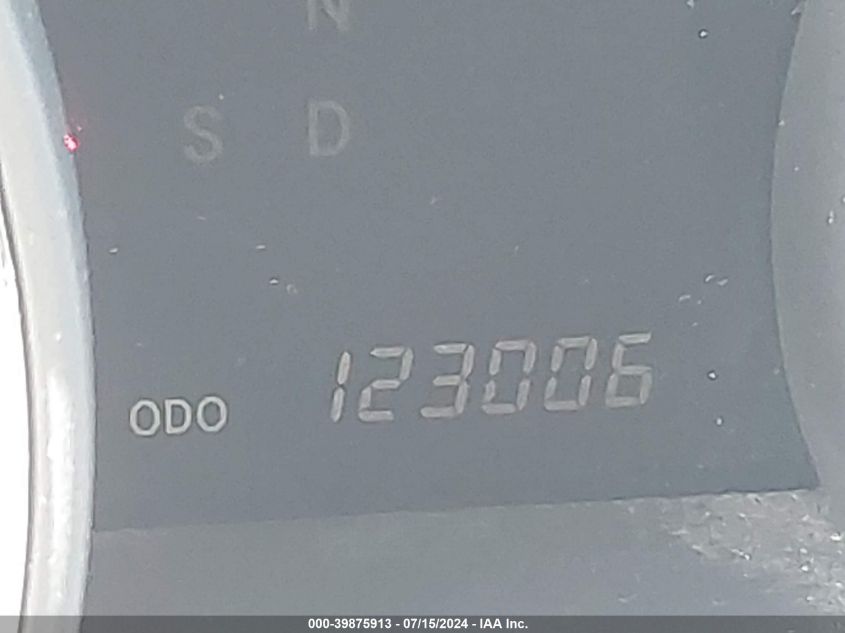 N
S D
ODO 123006
000-39875913 - 07/15/2024 - IAA Inc.